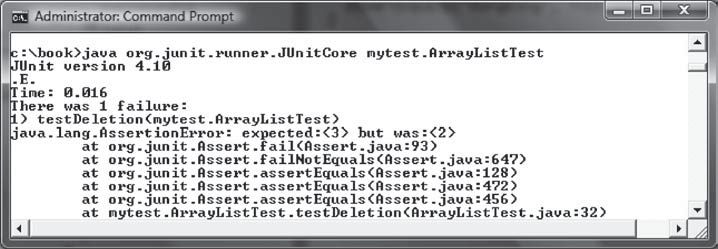 Administrator: Command Prompt
c:\book>java org.junit.runner.JUnitCore mytest.ArrayListTest
JUnit version 4.10
.E.
Time: 0.016
There was 1 failure:
1) testDeletion(mytest.ArrayListTest)
java.lang.AssertionError: expected:<3> but was:<2>
        at org.junit.Assert.fail(Assert.java:93)
        at org.junit.Assert.failNotEquals(Assert.java:647)
        at org.junit.Assert.assertEquals(Assert.java:128)
        at org.junit.Assert.assertEquals(Assert.java:472)
        at org.junit.Assert.assertEquals(Assert.java:456)
        at mytest.ArrayListTest.testDeletion(ArrayListTest.java:32)